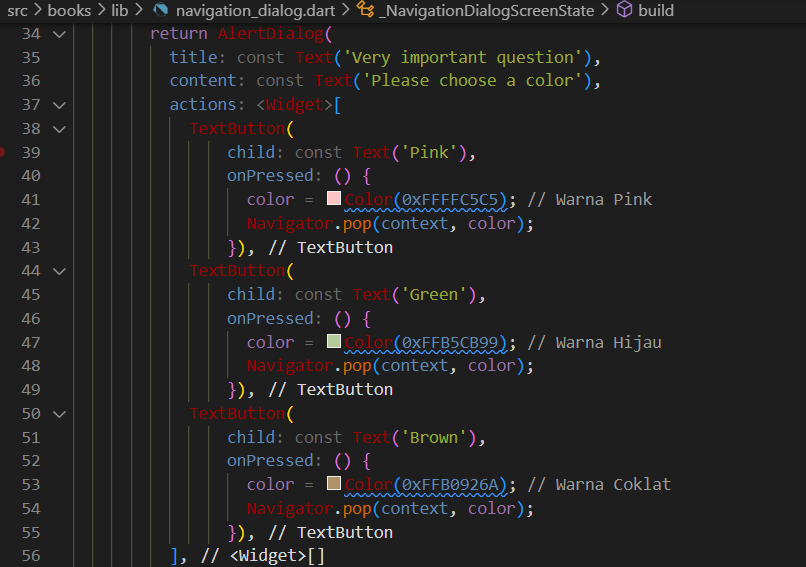 src > books > lib > navigation_dialog.dart > _NavigationDialogScreenState > build
34 return AlertDialog(
35 title: const Text('Very important question'),
36 content: const Text('Please choose a color'),
37 actions: <Widget>[
38 TextButton(
39 child: const Text('Pink'),
40 onPressed: () {
41 color = Color(0xFFFFC5C5); // Warna Pink
42 Navigator.pop(context, color);
43 }), // TextButton
44 TextButton(
45 child: const Text('Green'),
46 onPressed: () {
47 color = Color(0xFFB5CB99); // Warna Hijau
48 Navigator.pop(context, color);
49 }), // TextButton
50 TextButton(
51 child: const Text('Brown'),
52 onPressed: () {
53 color = Color(0xFFB0926A); // Warna Coklat
54 Navigator.pop(context, color);
55 }), // TextButton
56 ], // <Widget>[]